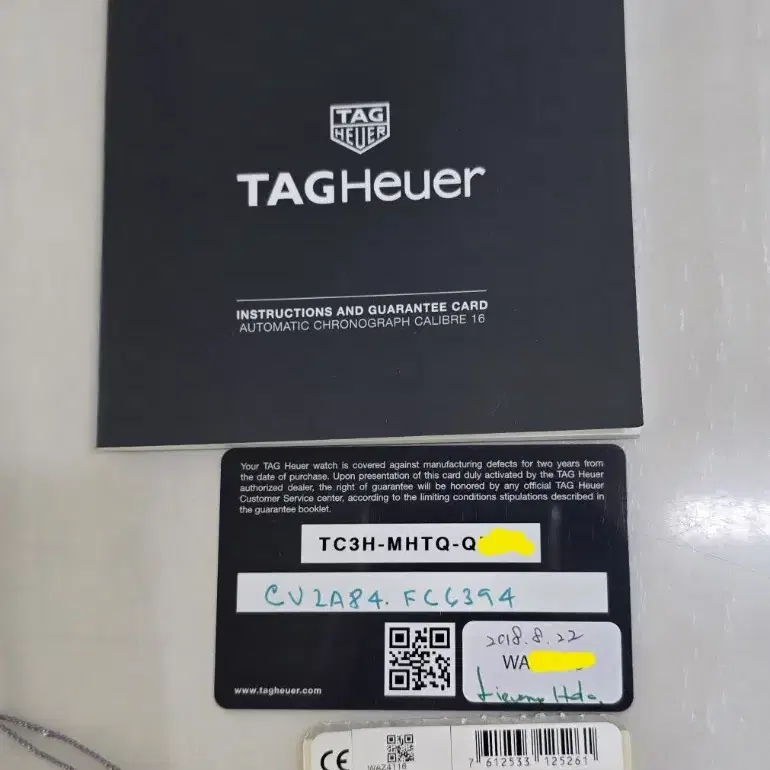 TAG
HEUER
TAGHeuer
INSTRUCTIONS AND GUARANTEE CARD
AUTOMATIC CHRONOGRAPH CALIBRE 16
Your TAG Heuer watch is covered against manufacturing defects for two years from
the date of purchase. Upon presentation of this card duly activated by the TAG Heuer
authorized dealer, the right of guarantee will be honored by any official TAG Heuer
Customer Service center, according to the limiting conditions stipulations described in
the guarantee booklet.
TC3H-MHTQ-Q
CV2A84.FC6394
2018.8.22
WA
www.tagheuer.com
CE
WAZ4116
7 612533 125261